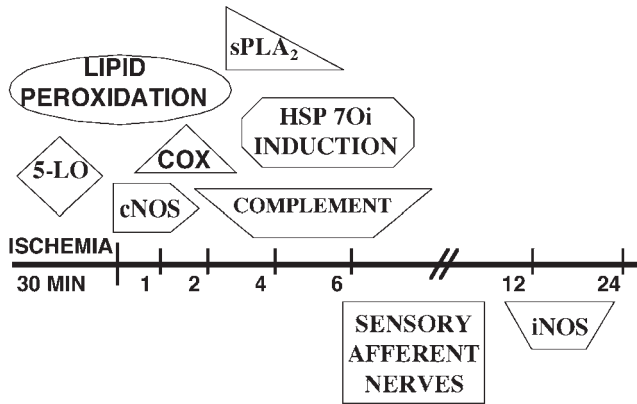 sPLA₂
LIPID
PEROXIDATION
HSP 7Oi
INDUCTION
COX
5-LO
cNOS
COMPLEMENT
ISCHEMIA
30 MIN 1 2 4 6 12 24
SENSORY
AFFERENT
NERVES
iNOS